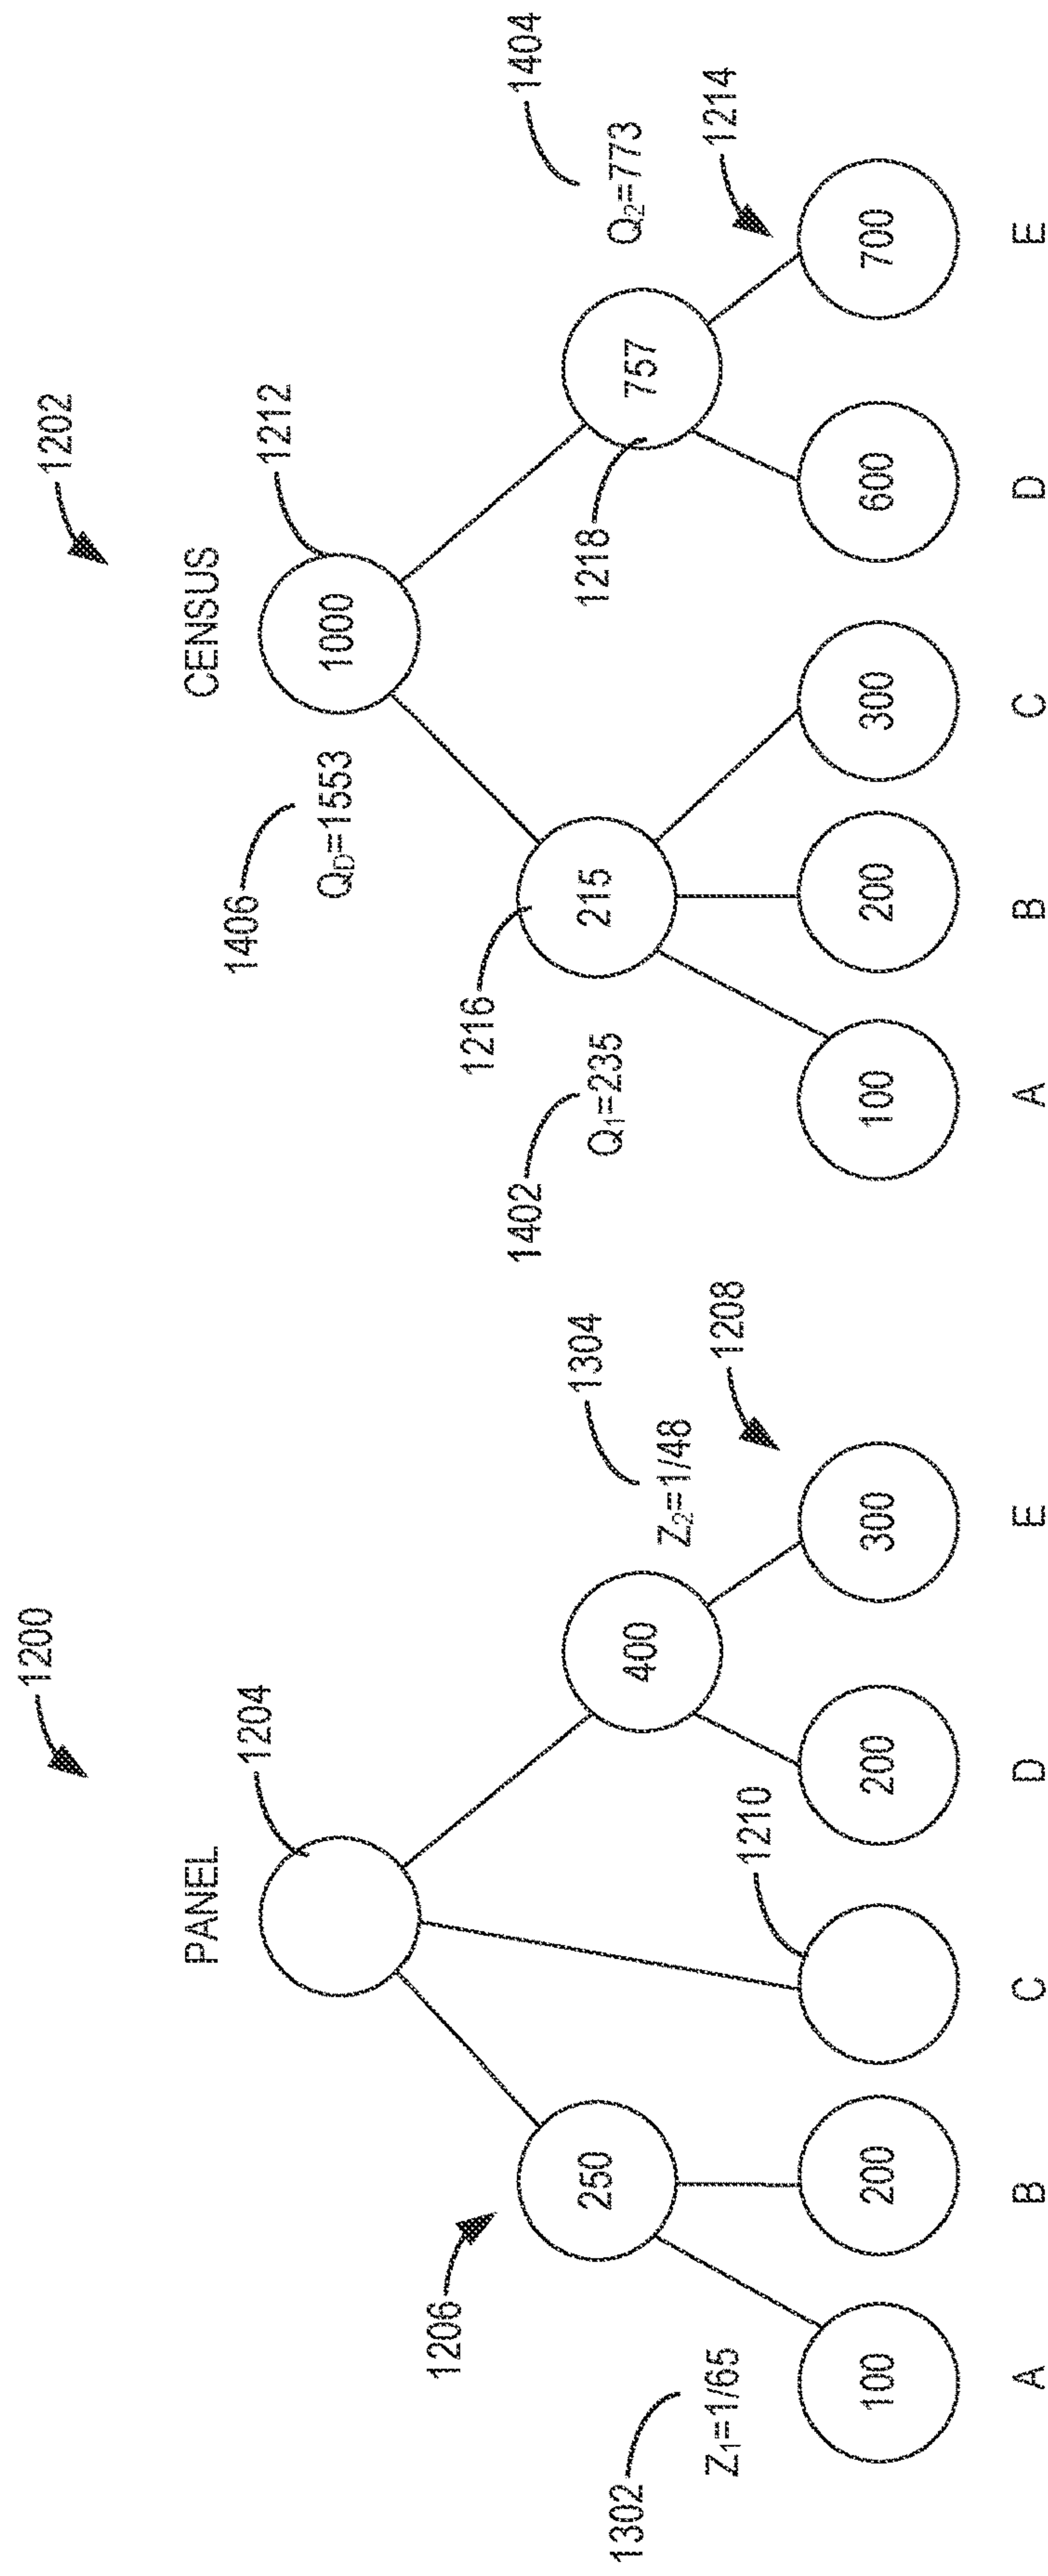 1200
1202
PANEL
CENSUS
1204
1212
1406
Q_D=1553
1000
1206
1216
1302
1304
1402
1404
250
215
Q₁=235
1218
400
757
Q₂=773
Z₁=1/65
Z₂=1/48
1208
1210
1214
100
200
200
300
100
200
300
600
700
A
B
C
D
E
A
B
C
D
E